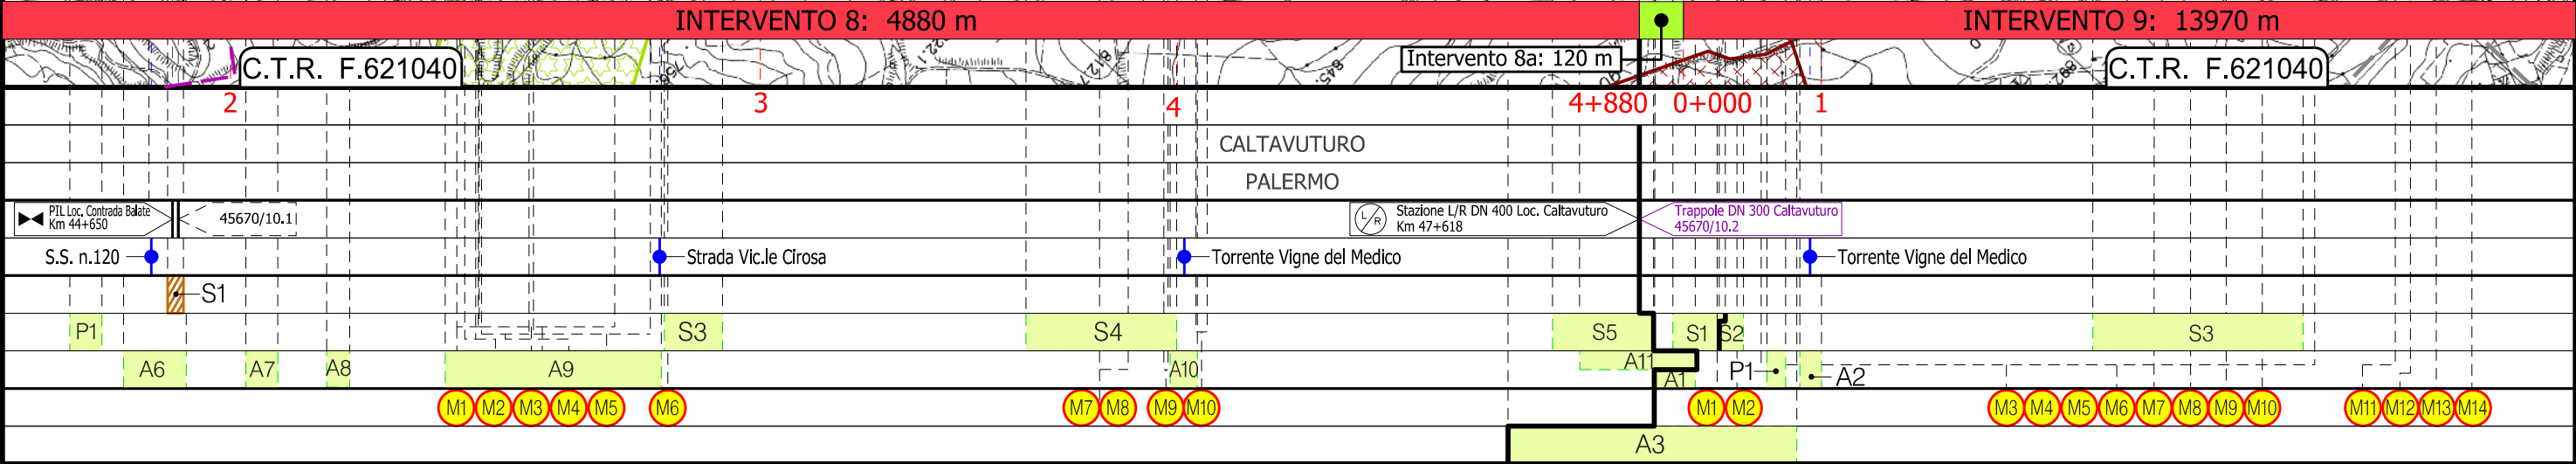 INTERVENTO 8: 4880 m
INTERVENTO 9: 13970 m
C.T.R. F.621040
Intervento 8a: 120 m
C.T.R. F.621040
2
3
4
4+880
0+000
1
CALTAVUTURO
PALERMO
PIL Loc. Contrada Balate
Km 44+650
45670/10.1
L/R
Stazione L/R DN 400 Loc. Caltavuturo
Km 47+618
Trappole DN 300 Caltavuturo
45670/10.2
S.S. n.120
Strada Vic.le Cirosa
Torrente Vigne del Medico
Torrente Vigne del Medico
S1
P1
S3
S4
S5
S1
S2
S3
A6
A7
A8
A9
A10
A11
A1
P1
A2
M1 M2 M3 M4 M5 M6 M7 M8 M9 M10 M1 M2 M3 M4 M5 M6 M7 M8 M9 M10 M11 M12 M13 M14
A3